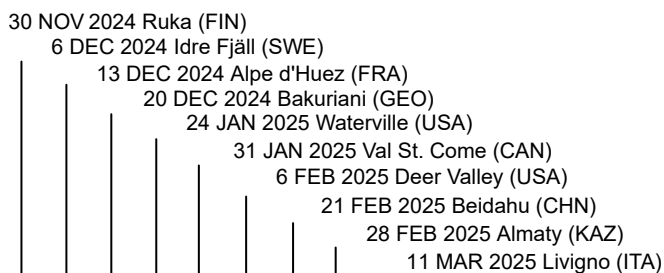 30 NOV 2024 Ruka (FIN)
6 DEC 2024 Idre Fjäll (SWE)
13 DEC 2024 Alpe d'Huez (FRA)
20 DEC 2024 Bakuriani (GEO)
24 JAN 2025 Waterville (USA)
31 JAN 2025 Val St. Come (CAN)
6 FEB 2025 Deer Valley (USA)
21 FEB 2025 Beidahu (CHN)
28 FEB 2025 Almaty (KAZ)
11 MAR 2025 Livigno (ITA)